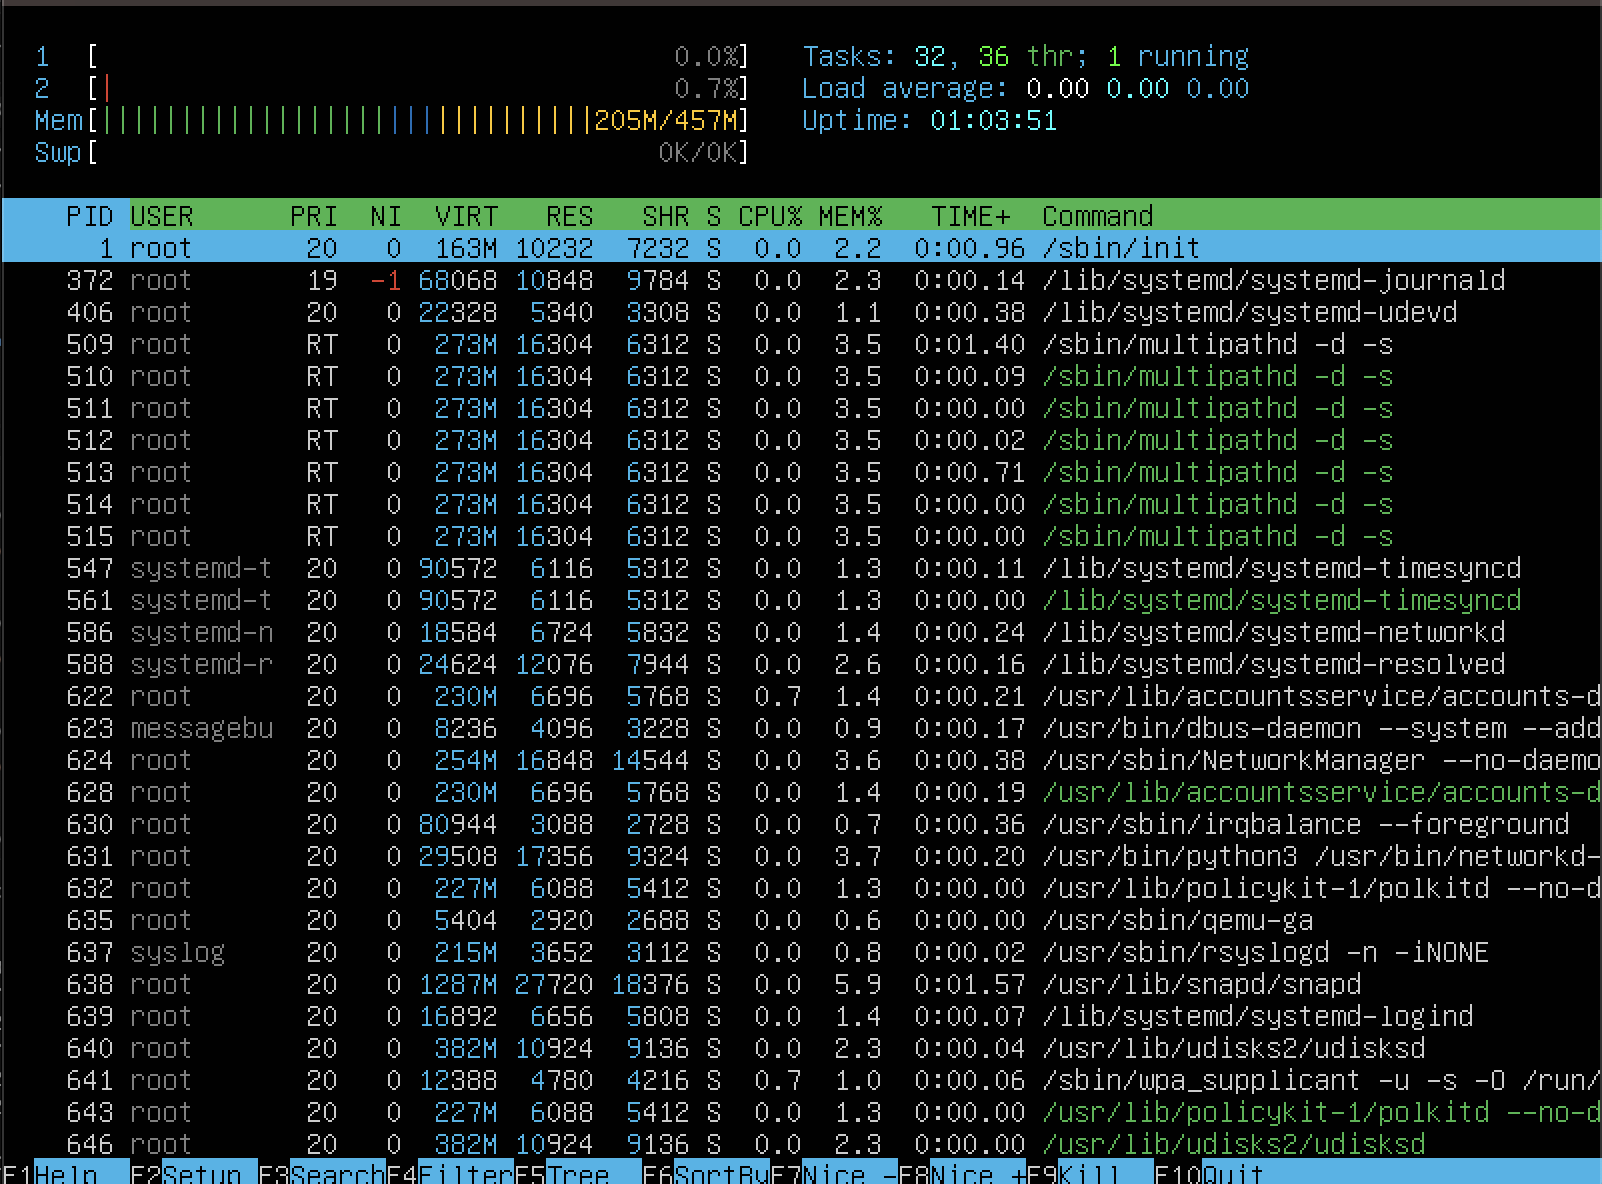 1 [ 0.0%] Tasks: 32, 36 thr; 1 running
2 [| 0.7%] Load average: 0.00 0.00 0.00
Mem[|||||||||||||||||||||||||||||||205M/457M] Uptime: 01:03:51
Swp[ 0K/0K]
PID USER PRI NI VIRT RES SHR S CPU% MEM% TIME+ Command
1 root 20 0 163M 10232 7232 S 0.0 2.2 0:00.96 /sbin/init
372 root 19 -1 68068 10848 9784 S 0.0 2.3 0:00.14 /lib/systemd/systemd-journald
406 root 20 0 22328 5340 3308 S 0.0 1.1 0:00.38 /lib/systemd/systemd-udevd
509 root RT 0 273M 16304 6312 S 0.0 3.5 0:01.40 /sbin/multipathd -d -s
510 root RT 0 273M 16304 6312 S 0.0 3.5 0:00.09 /sbin/multipathd -d -s
511 root RT 0 273M 16304 6312 S 0.0 3.5 0:00.00 /sbin/multipathd -d -s
512 root RT 0 273M 16304 6312 S 0.0 3.5 0:00.02 /sbin/multipathd -d -s
513 root RT 0 273M 16304 6312 S 0.0 3.5 0:00.71 /sbin/multipathd -d -s
514 root RT 0 273M 16304 6312 S 0.0 3.5 0:00.00 /sbin/multipathd -d -s
515 root RT 0 273M 16304 6312 S 0.0 3.5 0:00.00 /sbin/multipathd -d -s
547 systemd-t 20 0 90572 6116 5312 S 0.0 1.3 0:00.11 /lib/systemd/systemd-timesyncd
561 systemd-t 20 0 90572 6116 5312 S 0.0 1.3 0:00.00 /lib/systemd/systemd-timesyncd
586 systemd-n 20 0 18584 6724 5832 S 0.0 1.4 0:00.24 /lib/systemd/systemd-networkd
588 systemd-r 20 0 24624 12076 7944 S 0.0 2.6 0:00.16 /lib/systemd/systemd-resolved
622 root 20 0 230M 6696 5768 S 0.7 1.4 0:00.21 /usr/lib/accountsservice/accounts-d
623 messagebu 20 0 8236 4096 3228 S 0.0 0.9 0:00.17 /usr/bin/dbus-daemon --system --add
624 root 20 0 254M 16848 14544 S 0.0 3.6 0:00.38 /usr/sbin/NetworkManager --no-daemo
628 root 20 0 230M 6696 5768 S 0.0 1.4 0:00.19 /usr/lib/accountsservice/accounts-d
630 root 20 0 80944 3088 2728 S 0.0 0.7 0:00.36 /usr/sbin/irqbalance --foreground
631 root 20 0 29508 17356 9324 S 0.0 3.7 0:00.20 /usr/bin/python3 /usr/bin/networkd-
632 root 20 0 227M 6088 5412 S 0.0 1.3 0:00.00 /usr/lib/policykit-1/polkitd --no-d
635 root 20 0 5404 2920 2688 S 0.0 0.6 0:00.00 /usr/sbin/qemu-ga
637 syslog 20 0 215M 3652 3112 S 0.0 0.8 0:00.02 /usr/sbin/rsyslogd -n -iNONE
638 root 20 0 1287M 27720 18376 S 0.0 5.9 0:01.57 /usr/lib/snapd/snapd
639 root 20 0 16892 6656 5808 S 0.0 1.4 0:00.07 /lib/systemd/systemd-logind
640 root 20 0 382M 10924 9136 S 0.0 2.3 0:00.04 /usr/lib/udisks2/udisksd
641 root 20 0 12388 4780 4216 S 0.7 1.0 0:00.06 /sbin/wpa_supplicant -u -s -O /run/
643 root 20 0 227M 6088 5412 S 0.0 1.3 0:00.00 /usr/lib/policykit-1/polkitd --no-d
646 root 20 0 382M 10924 9136 S 0.0 2.3 0:00.00 /usr/lib/udisks2/udisksd
F1Help F2Setup F3SearchF4FilterF5Tree F6SortByF7Nice -F8Nice +F9Kill F10Quit